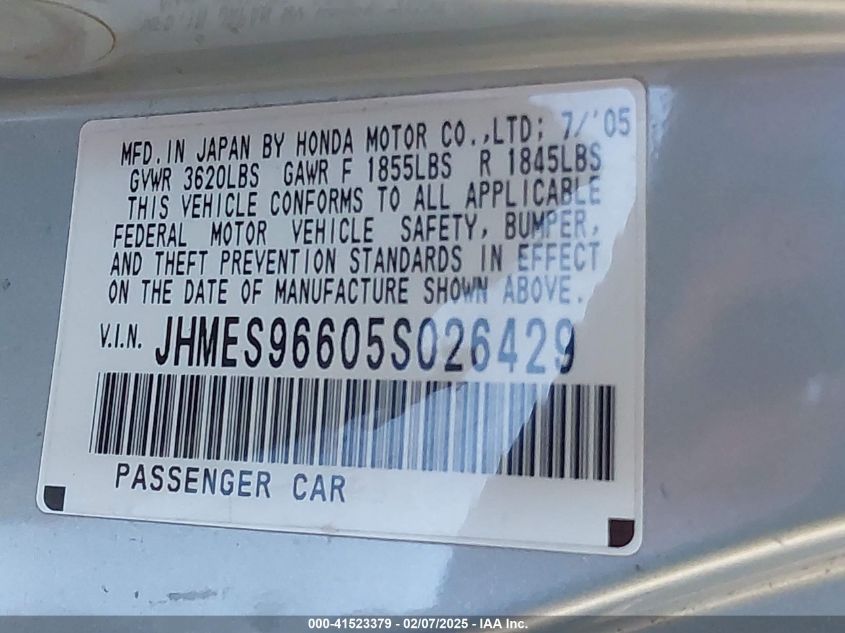 MFD. IN JAPAN BY HONDA MOTOR CO.,LTD; 7/'05
GVWR 3620LBS GAWR F 1855LBS R 1845LBS
THIS VEHICLE CONFORMS TO ALL APPLICABLE
FEDERAL MOTOR VEHICLE SAFETY, BUMPER,
AND THEFT PREVENTION STANDARDS IN EFFECT
ON THE DATE OF MANUFACTURE SHOWN ABOVE.
V.I.N. JHMES96605S026429
PASSENGER CAR
000-41523379 - 02/07/2025 - IAA Inc.